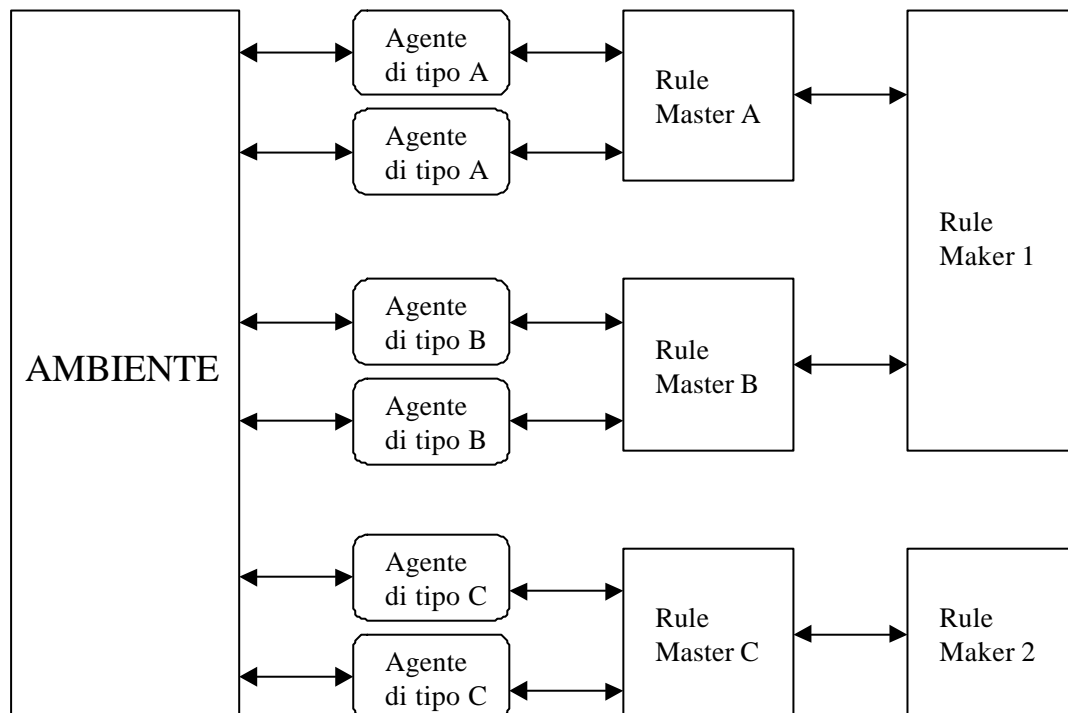 Agente
di tipo A
Rule
Master A
Agente
di tipo A
Rule
Maker 1
Agente
di tipo B
AMBIENTE
Rule
Master B
Agente
di tipo B
Agente
di tipo C
Rule
Master C
Rule
Maker 2
Agente
di tipo C